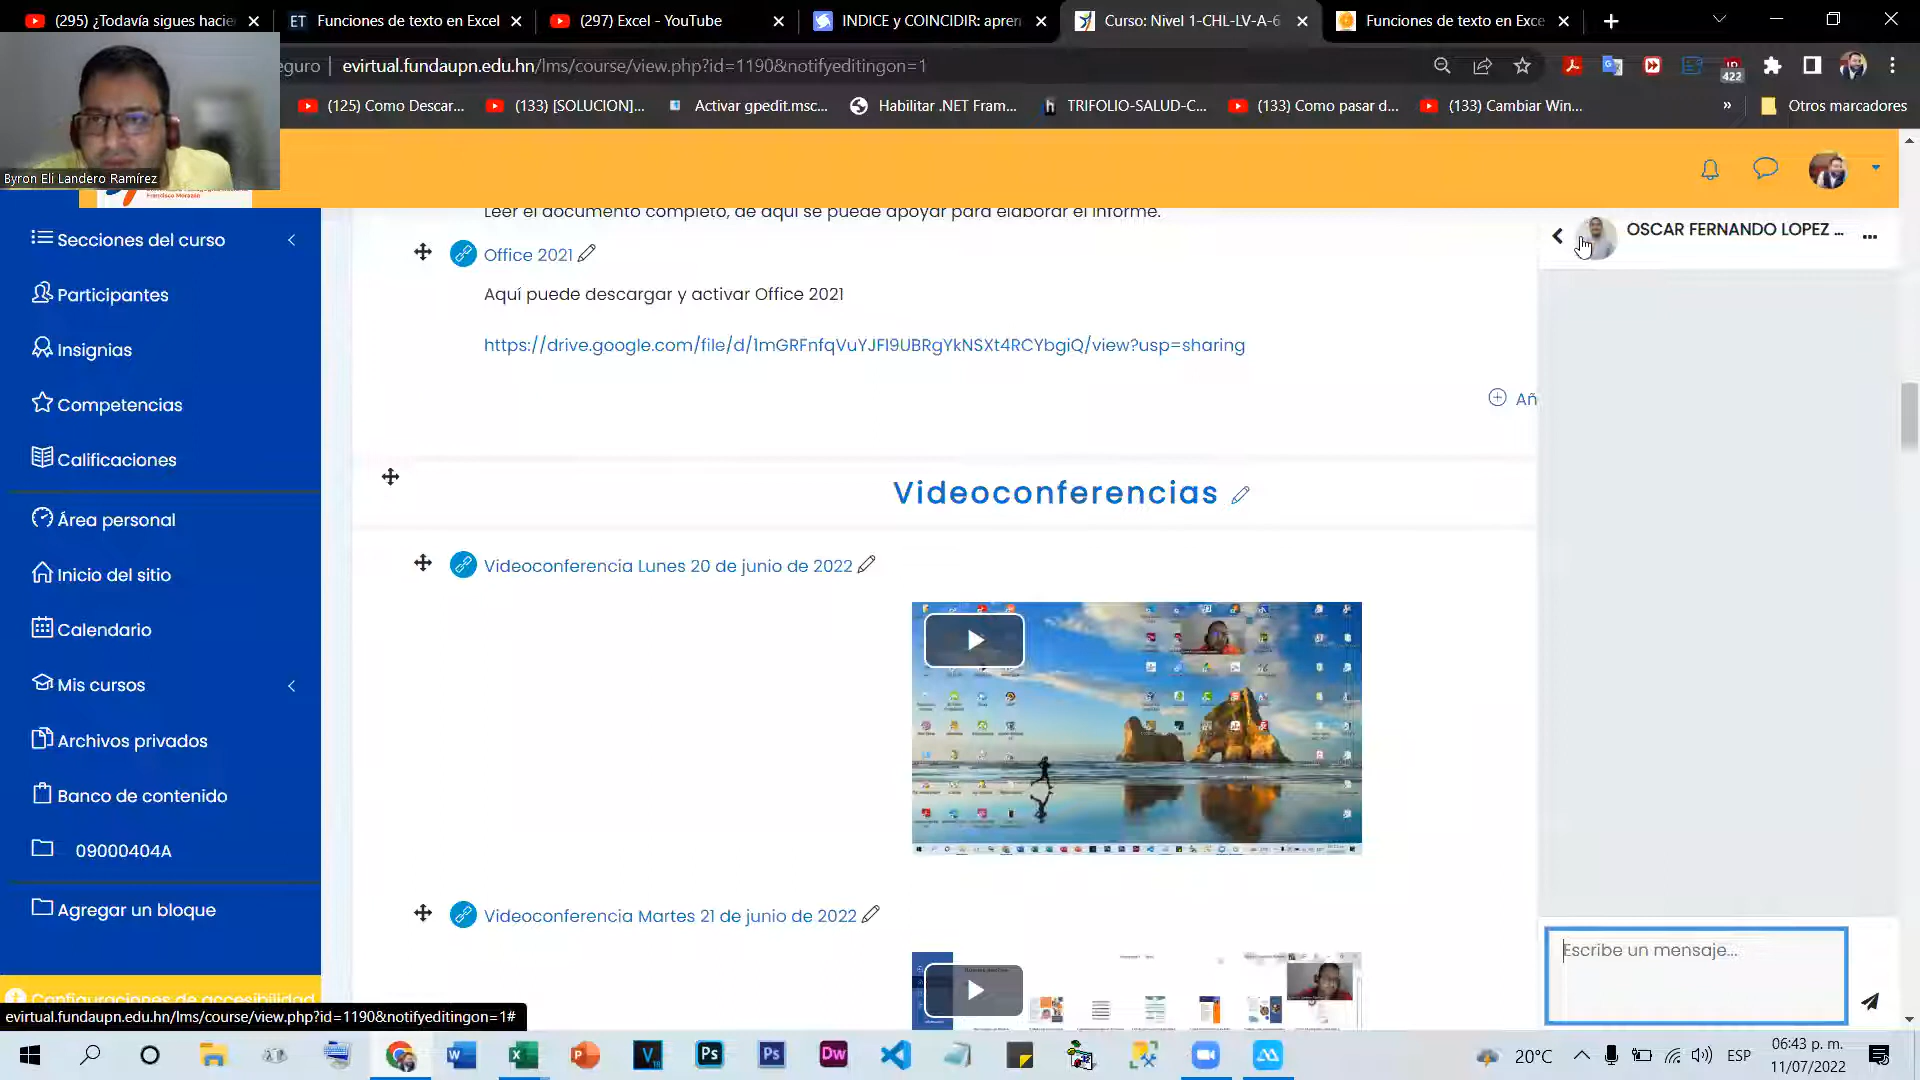 (295) ¿Todavía sigues hacie
Funciones de texto en Excel
(297) Excel - YouTube
INDICE y COINCIDIR: apren
Curso: Nivel 1-CHL-LV-A-6
Funciones de texto en Exce
eguro | evirtual.fundaupn.edu.hn/lms/course/view.php?id=1190&notifyeditingon=1
422
(125) Como Descar...
(133) [SOLUCION]...
Activar gpedit.msc...
Habilitar .NET Fram...
TRIFOLIO-SALUD-C...
(133) Como pasar d...
(133) Cambiar Win...
»
Otros marcadores
Byron Eli Landero Ramírez
Francisco Morazán
Secciones del curso
Participantes
Insignias
Competencias
Calificaciones
Área personal
Inicio del sitio
Calendario
Mis cursos
Archivos privados
Banco de contenido
09000404A
Agregar un bloque
Configuraciones de accesibilidad
evirtual.fundaupn.edu.hn/lms/course/view.php?id=1190&notifyeditingon=1#
Leer el documento completo, de aquí se puede apoyar para elaborar el informe.
Office 2021
Aquí puede descargar y activar Office 2021
https://drive.google.com/file/d/1mGRFnfqVuYJFI9UBRgYkNSXt4RCYbgiQ/view?usp=sharing
Añ
Videoconferencias
Videoconferencia Lunes 20 de junio de 2022
Videoconferencia Martes 21 de junio de 2022
OSCAR FERNANDO LOPEZ ...
Escribe un mensaje...
20°C
ESP
06:43 p. m.
11/07/2022